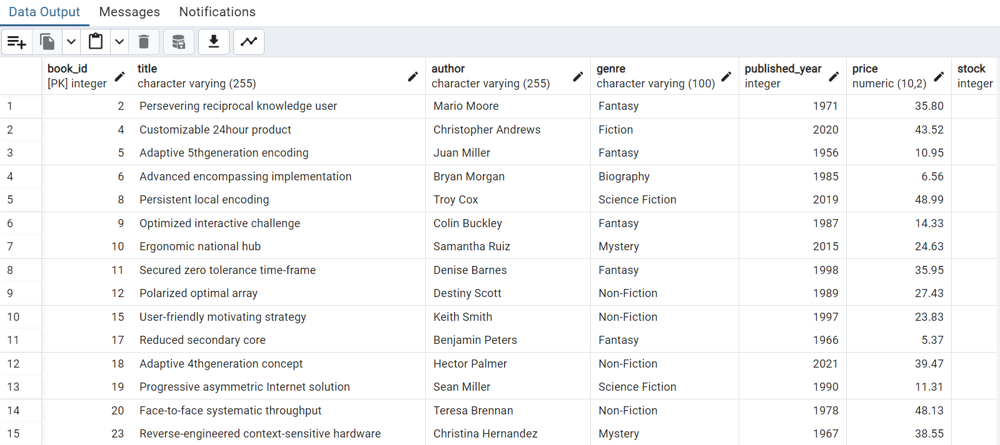 Data Output Messages Notifications
book_id title author genre published_year price stock
[PK] integer character varying (255) character varying (255) character varying (100) integer numeric (10,2) integer
1 2 Persevering reciprocal knowledge user Mario Moore Fantasy 1971 35.80
2 4 Customizable 24hour product Christopher Andrews Fiction 2020 43.52
3 5 Adaptive 5thgeneration encoding Juan Miller Fantasy 1956 10.95
4 6 Advanced encompassing implementation Bryan Morgan Biography 1985 6.56
5 8 Persistent local encoding Troy Cox Science Fiction 2019 48.99
6 9 Optimized interactive challenge Colin Buckley Fantasy 1987 14.33
7 10 Ergonomic national hub Samantha Ruiz Mystery 2015 24.63
8 11 Secured zero tolerance time-frame Denise Barnes Fantasy 1998 35.95
9 12 Polarized optimal array Destiny Scott Non-Fiction 1989 27.43
10 15 User-friendly motivating strategy Keith Smith Non-Fiction 1997 23.83
11 17 Reduced secondary core Benjamin Peters Fantasy 1966 5.37
12 18 Adaptive 4thgeneration concept Hector Palmer Non-Fiction 2021 39.47
13 19 Progressive asymmetric Internet solution Sean Miller Science Fiction 1990 11.31
14 20 Face-to-face systematic throughput Teresa Brennan Non-Fiction 1978 48.13
15 23 Reverse-engineered context-sensitive hardware Christina Hernandez Mystery 1967 38.55